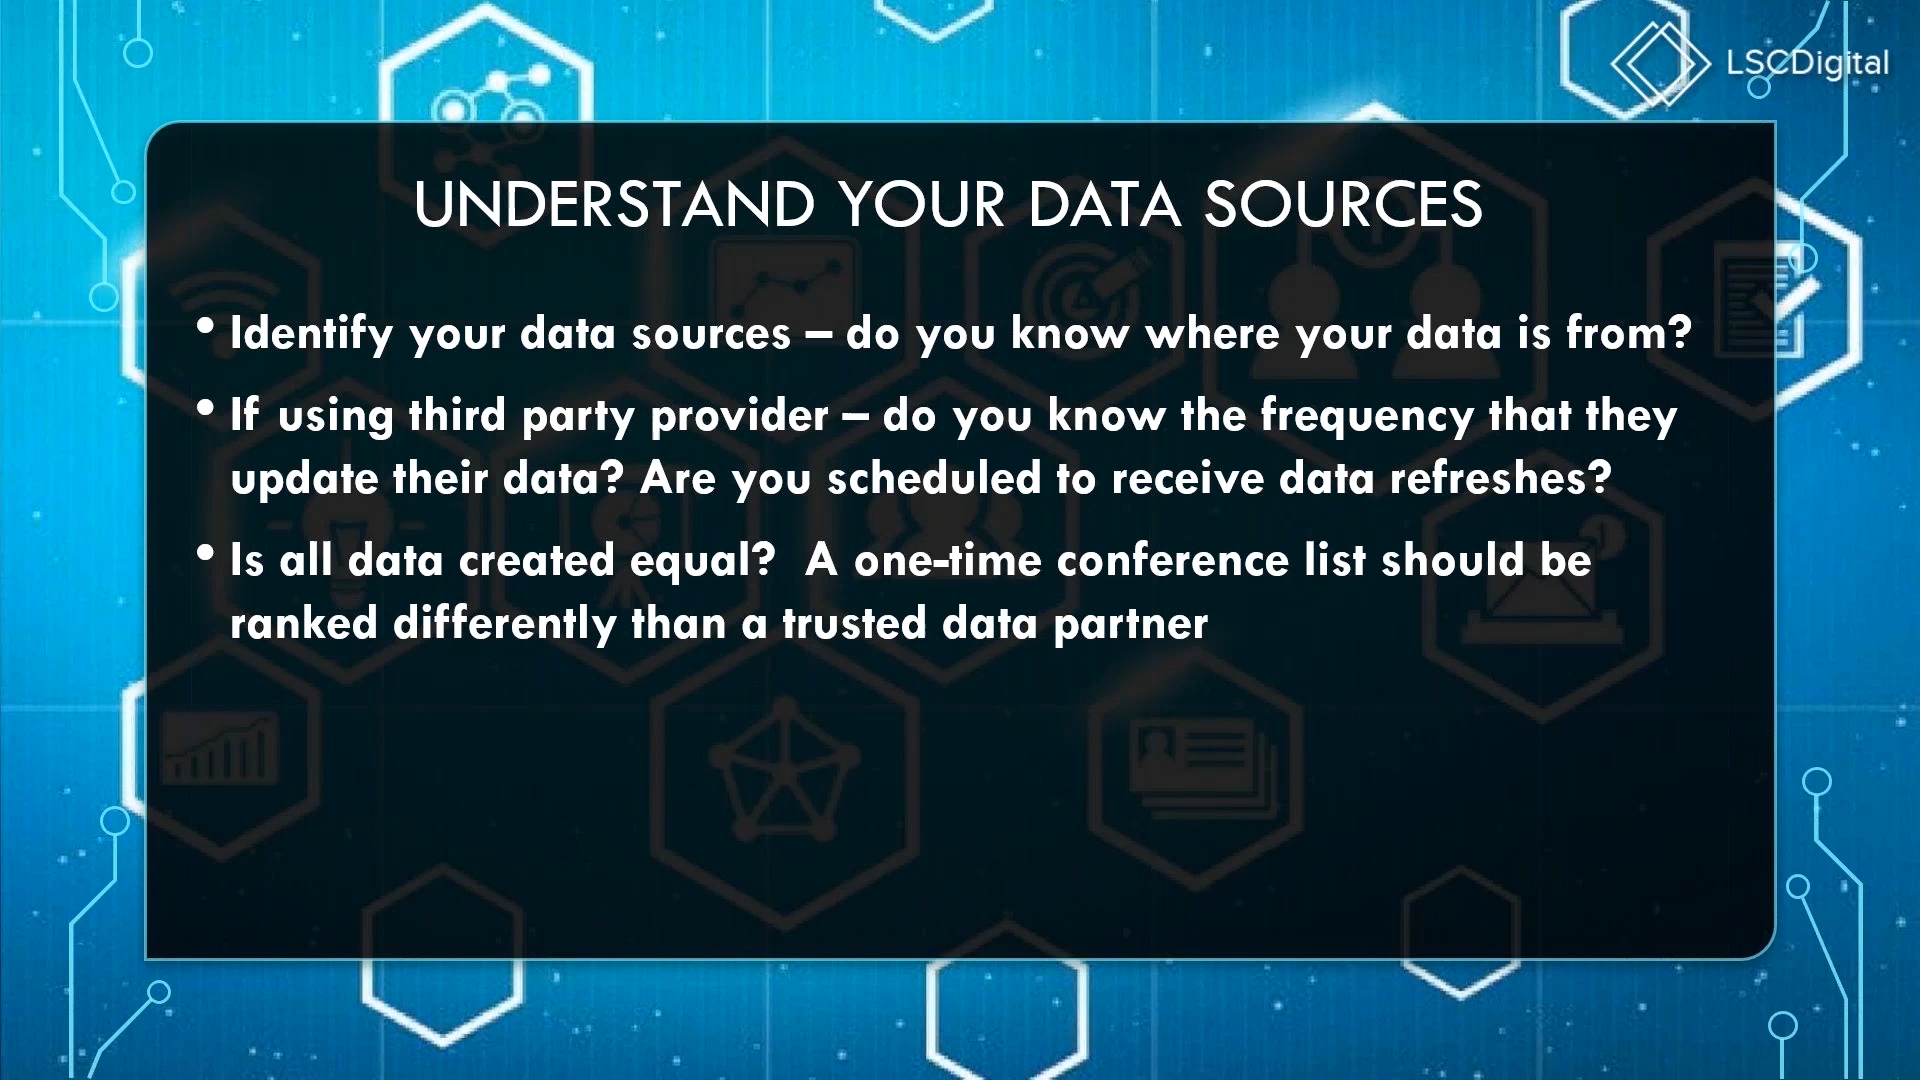 LSCDigital
UNDERSTAND YOUR DATA SOURCES
• Identify your data sources – do you know where your data is from?
• If using third party provider – do you know the frequency that they
update their data? Are you scheduled to receive data refreshes?
• Is all data created equal?  A one-time conference list should be
ranked differently than a trusted data partner